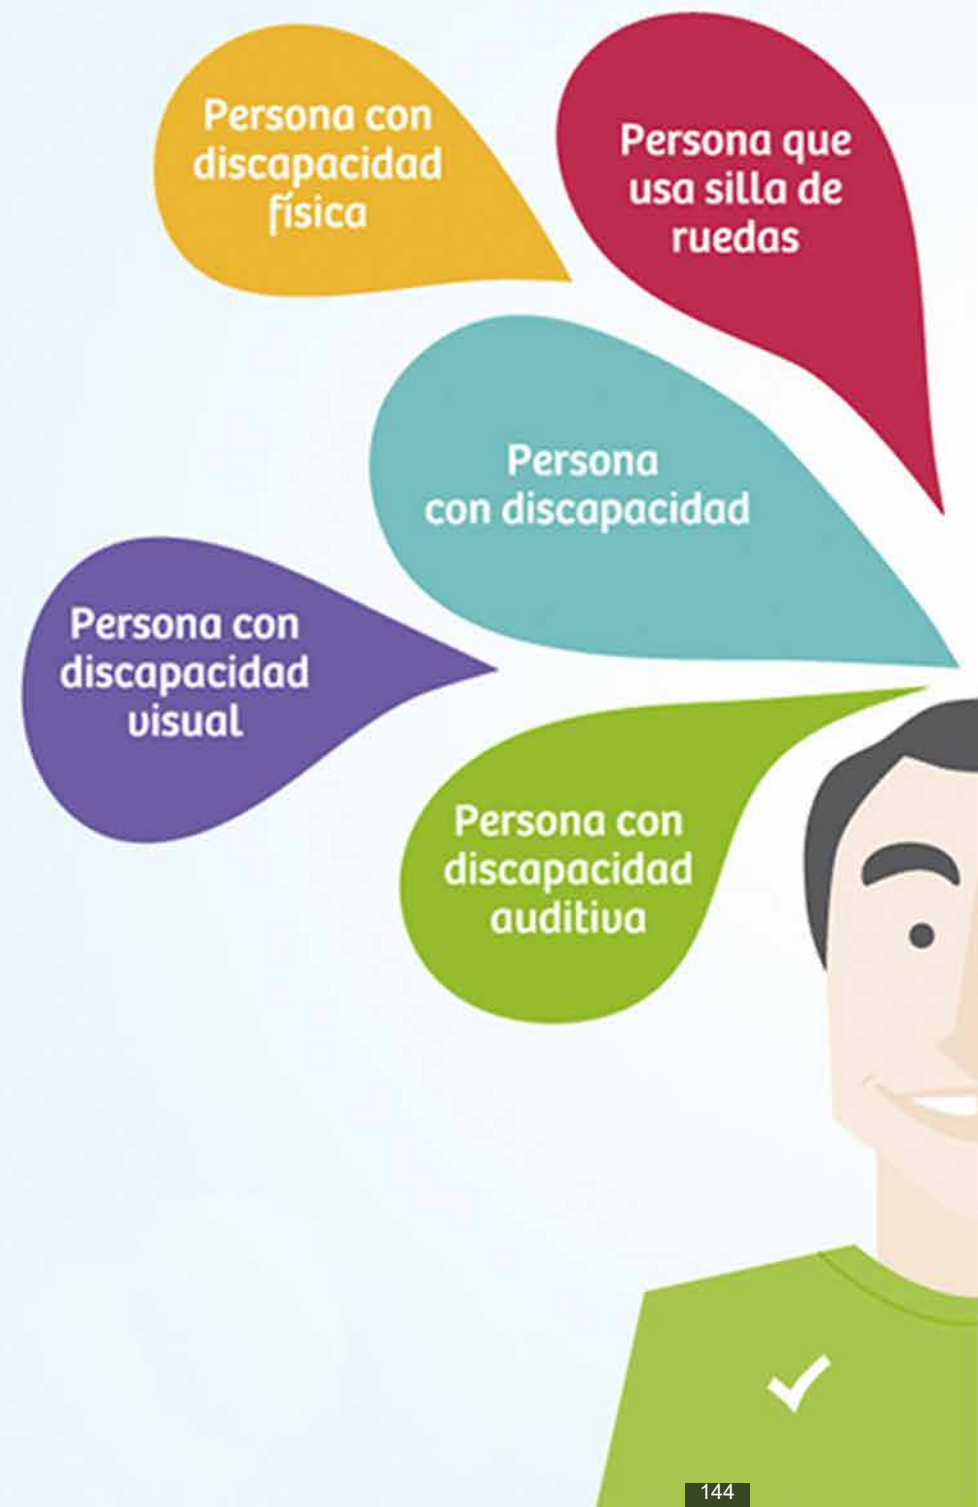 Persona con
discapacidad
física
Persona que
usa silla de
ruedas
Persona
con discapacidad
Persona con
discapacidad
visual
Persona con
discapacidad
auditiva
144